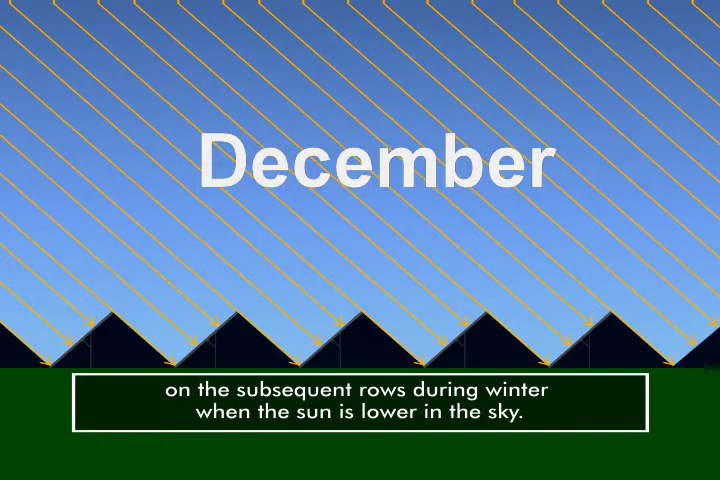 December
on the subsequent rows during winter
when the sun is lower in the sky.